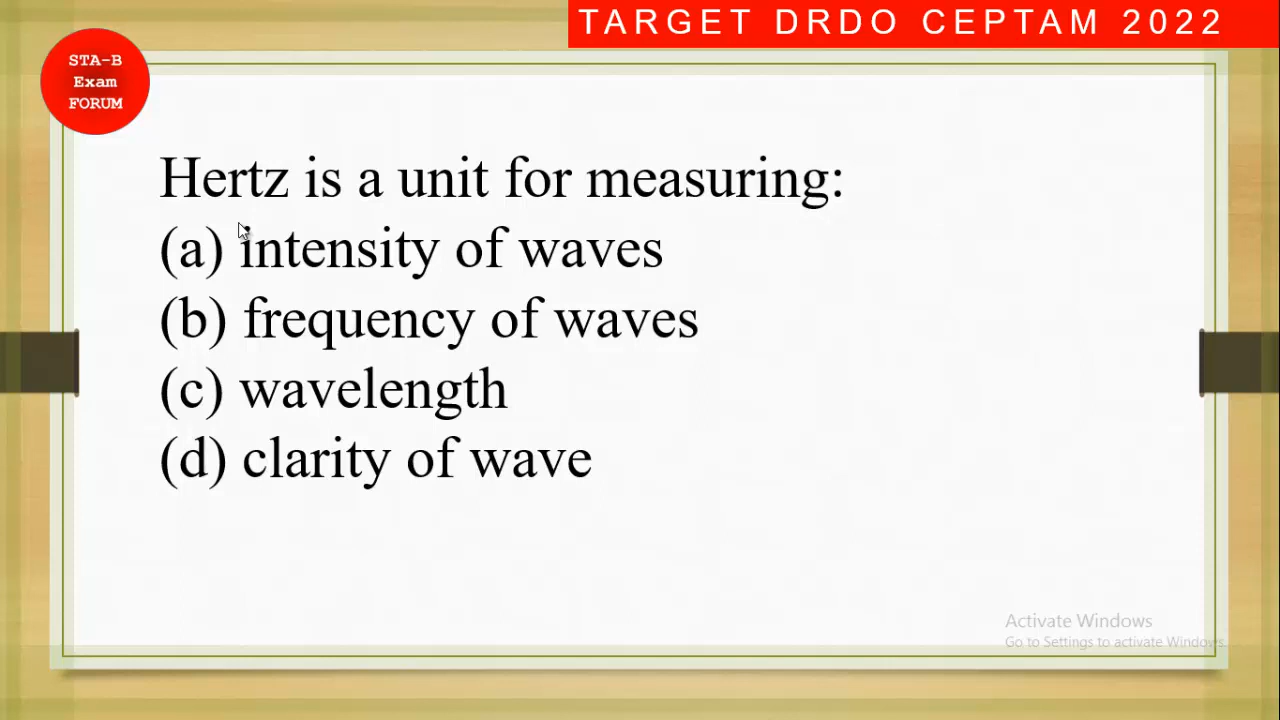 TARGET DRDO CEPTAM 2022
STA-B
Exam
FORUM
Hertz is a unit for measuring:
(a) intensity of waves
(b) frequency of waves
(c) wavelength
(d) clarity of wave
Activate Windows
Go to Settings to activate Windows.